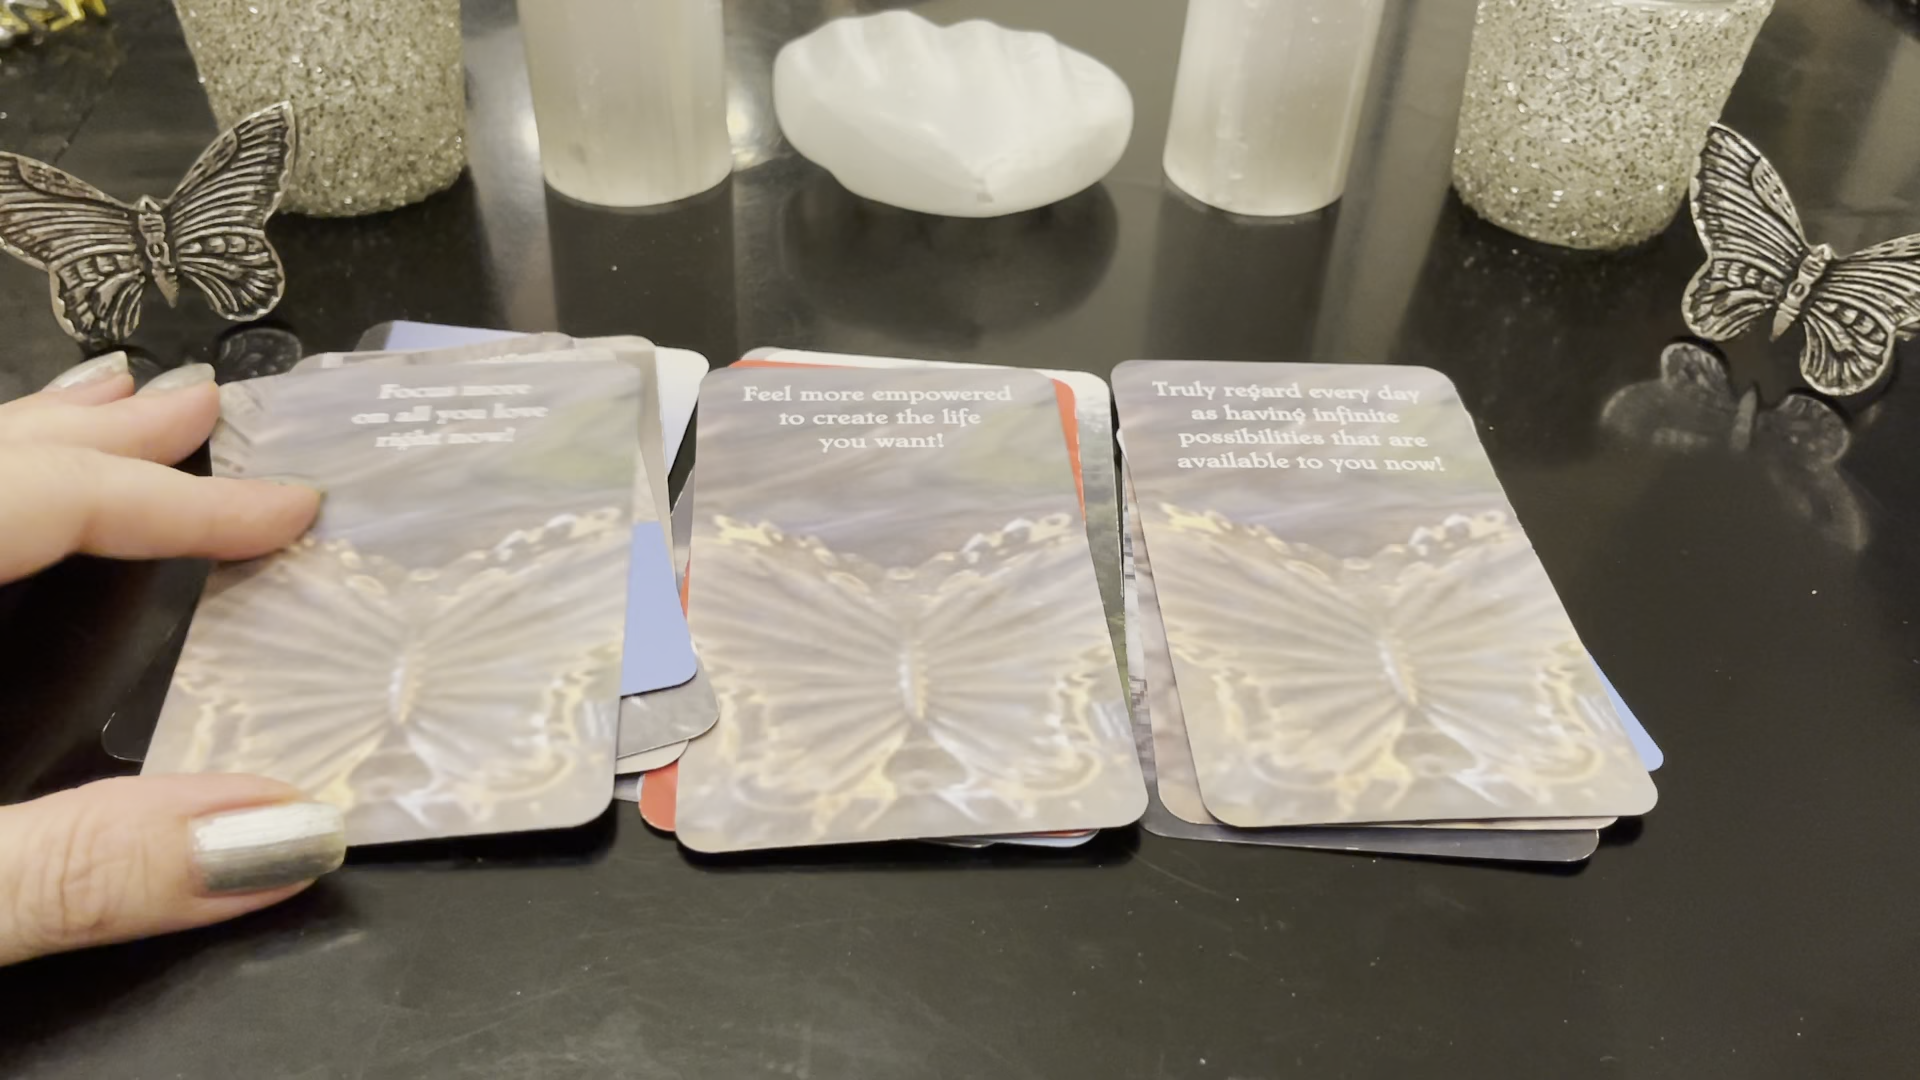 Focus more
on all you love
right now!
Feel more empowered
to create the life
you want!
Truly regard every day
as having infinite
possibilities that are
available to you now!